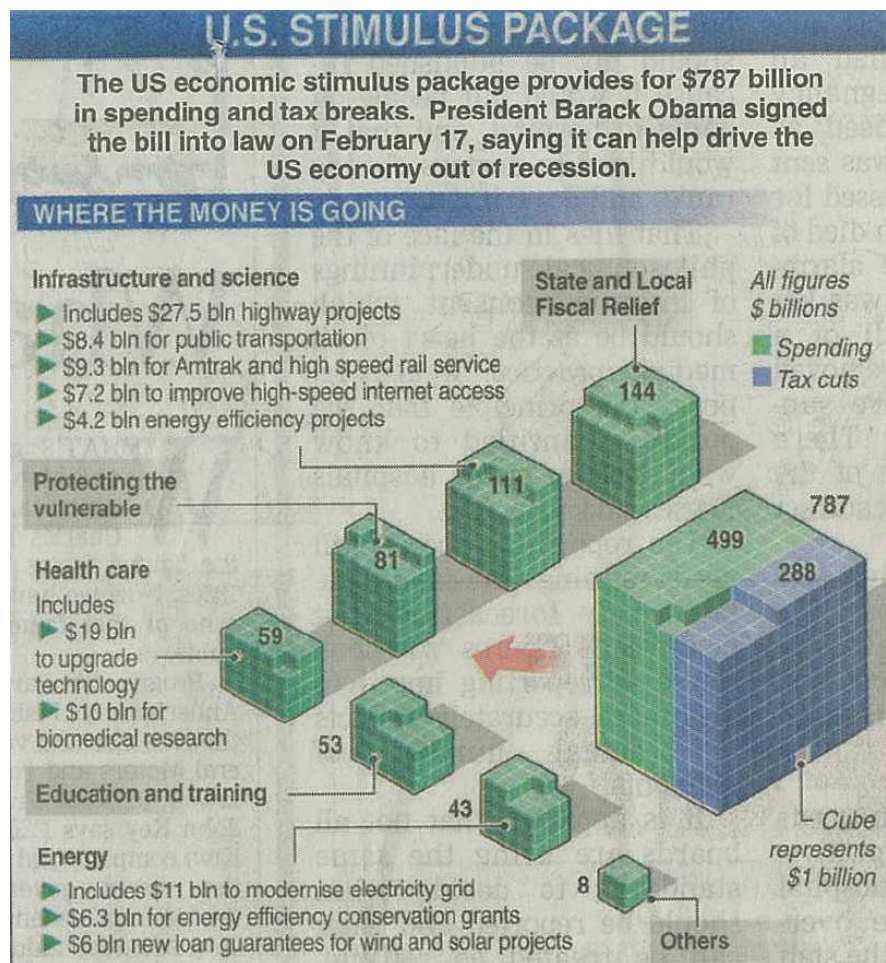 U.S. STIMULUS PACKAGE
The US economic stimulus package provides for $787 billion
in spending and tax breaks. President Barack Obama signed
the bill into law on February 17, saying it can help drive the
US economy out of recession.
WHERE THE MONEY IS GOING
Infrastructure and science
Includes $27.5 bln highway projects
$8.4 bln for public transportation
$9.3 bln for Amtrak and high speed rail service
$7.2 bln to improve high-speed internet access
$4.2 bln energy efficiency projects
State and Local
Fiscal Relief
All figures
$ billions
Spending
Tax cuts
144
111
Protecting the
vulnerable
81
787
499
288
Health care
Includes
$19 bln
to upgrade
technology
$10 bln for
biomedical research
59
53
Education and training
43
Energy
Includes $11 bln to modernise electricity grid
$6.3 bln for energy efficiency conservation grants
$6 bln new loan guarantees for wind and solar projects
8
Others
Cube
represents
$1 billion